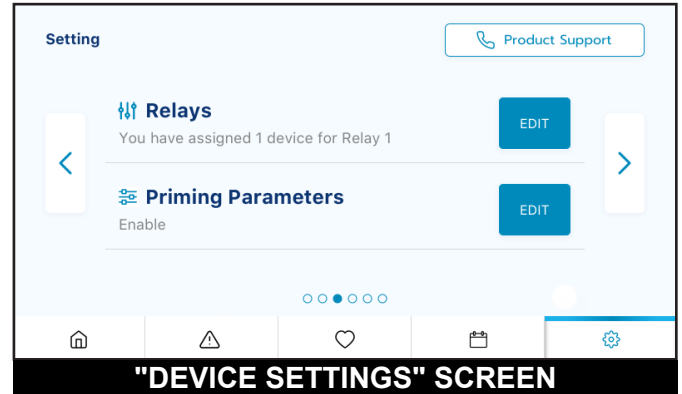 Setting
Product Support
Relays
You have assigned 1 device for Relay 1
EDIT
Priming Parameters
Enable
EDIT
"DEVICE SETTINGS" SCREEN